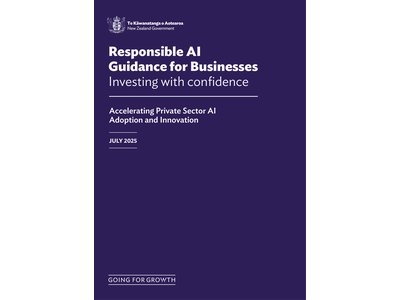 Te Kāwanatanga o Aotearoa
New Zealand Government
Responsible AI
Guidance for Businesses
Investing with confidence
Accelerating Private Sector AI
Adoption and Innovation
JULY 2025
GOING FOR GROWTH